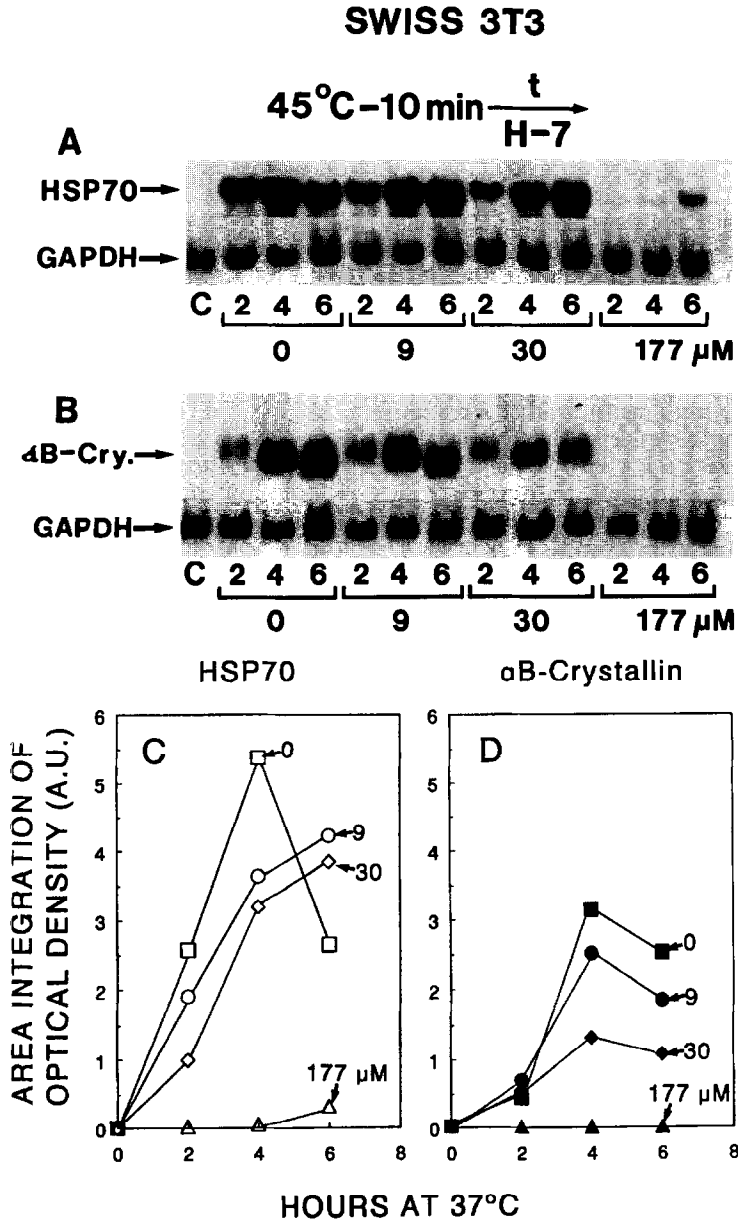 SWISS 3T3
45°C-10 min t
H-7
A
HSP70
GAPDH
C 2 4 6 2 4 6 2 4 6 2 4 6
0 9 30 177 µM
B
αB-Cry.
GAPDH
C 2 4 6 2 4 6 2 4 6 2 4 6
0 9 30 177 µM
HSP70 αB-Crystallin
AREA INTEGRATION OF
OPTICAL DENSITY (A.U.)
C
6
5
4
3
2
1
0
0 2 4 6 8
0
9
30
177 µM
D
6
5
4
3
2
1
0
0 2 4 6 8
0
9
30
177 µM
HOURS AT 37°C